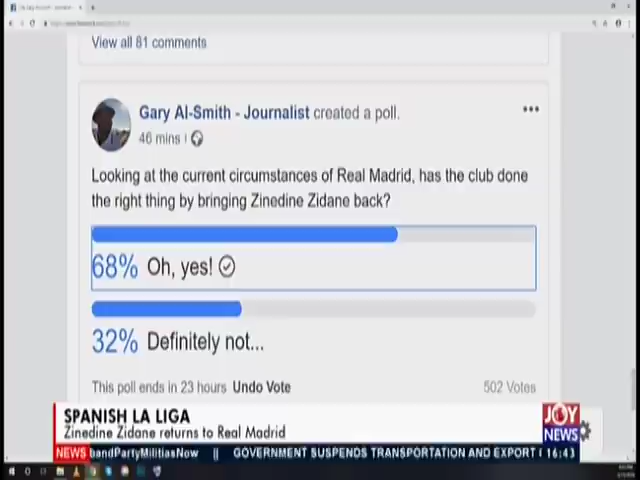 View all 81 comments
Gary Al-Smith - Journalist created a poll.
46 mins
Looking at the current circumstances of Real Madrid, has the club done
the right thing by bringing Zinedine Zidane back?
68% Oh, yes!
32% Definitely not...
This poll ends in 23 hours Undo Vote
502 Votes
SPANISH LA LIGA
Zinedine Zidane returns to Real Madrid
JOY
NEWS
NEWS bandPartyMilitiasNow || GOVERNMENT SUSPENDS TRANSPORTATION AND EXPORT 16:43